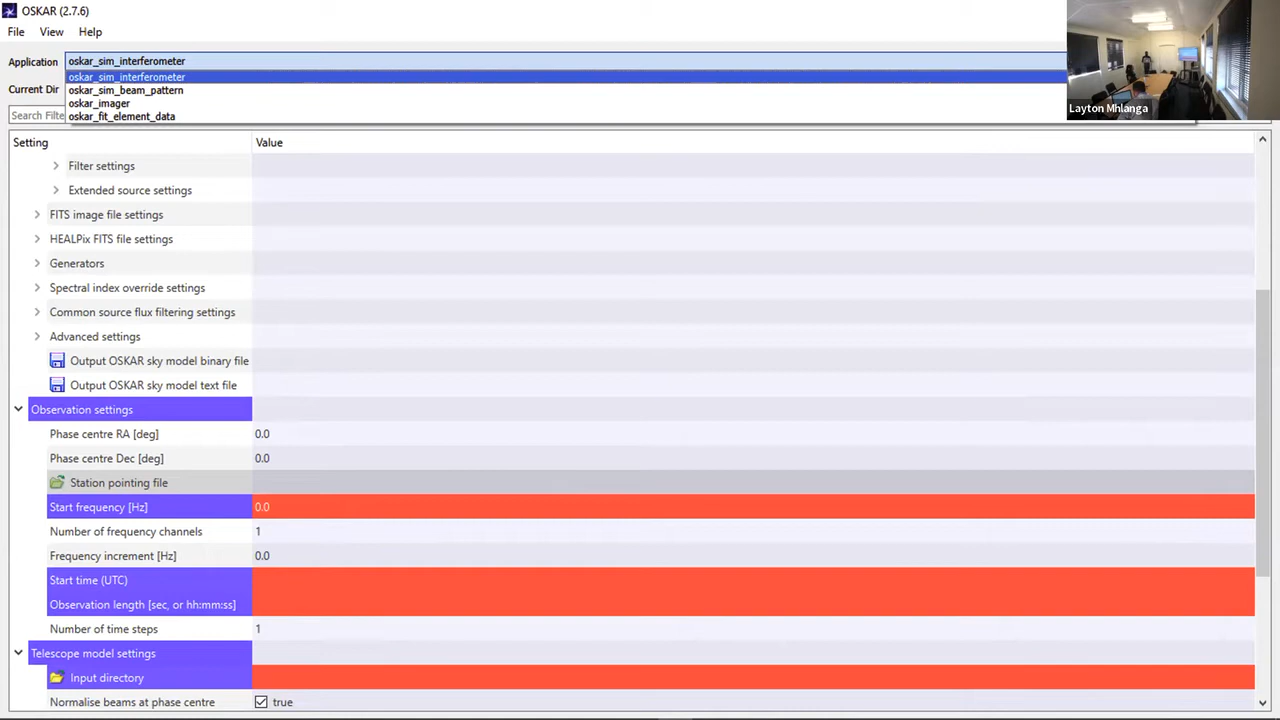 OSKAR (2.7.6)
File View Help
Application oskar_sim_interferometer
oskar_sim_interferometer
Current Dir oskar_sim_beam_pattern
oskar_imager
Search Filte oskar_fit_element_data
Layton Mhlanga
Setting Value
Filter settings
Extended source settings
FITS image file settings
HEALPix FITS file settings
Generators
Spectral index override settings
Common source flux filtering settings
Advanced settings
Output OSKAR sky model binary file
Output OSKAR sky model text file
Observation settings
Phase centre RA [deg] 0.0
Phase centre Dec [deg] 0.0
Station pointing file
Start frequency [Hz] 0.0
Number of frequency channels 1
Frequency increment [Hz] 0.0
Start time (UTC)
Observation length [sec, or hh:mm:ss]
Number of time steps 1
Telescope model settings
Input directory
Normalise beams at phase centre true